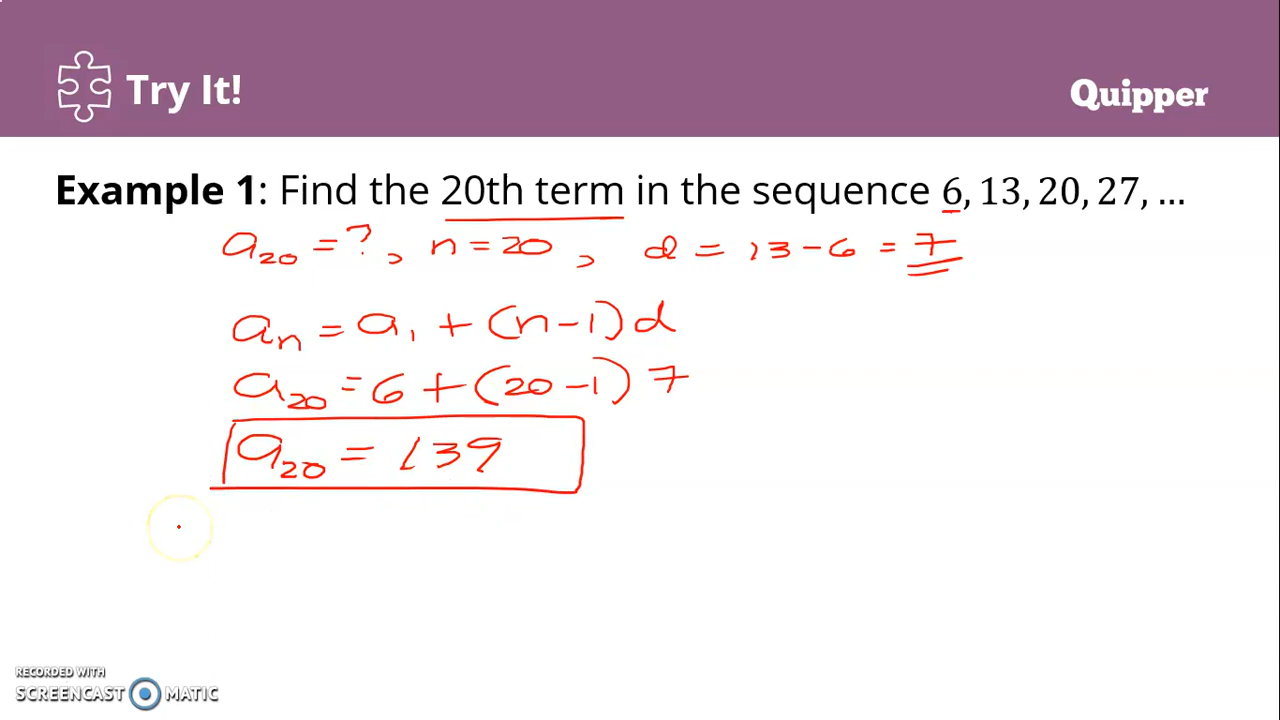 Try It!
Quipper
Example 1: Find the 20th term in the sequence 6, 13, 20, 27, ...
a₂₀ = ?, n = 20, d = 13 - 6 = 7
aₙ = a₁ + (n - 1) d
a₂₀ = 6 + (20 - 1) 7
a₂₀ = 139
RECORDED WITH
SCREENCAST MATIC